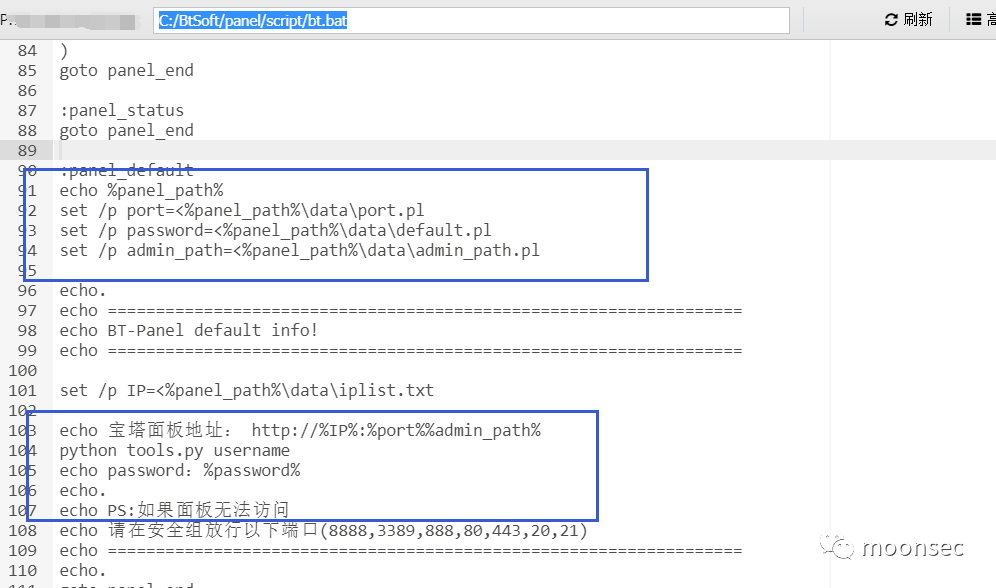 P:
C:/BtSoft/panel/script/bt.bat
刷新
高
84 )
85 goto panel_end
86
87 :panel_status
88 goto panel_end
89
90 :panel_default
91 echo %panel_path%
92 set /p port=<%panel_path%\data\port.pl
93 set /p password=<%panel_path%\data\default.pl
94 set /p admin_path=<%panel_path%\data\admin_path.pl
95
96 echo.
97 echo ==================================================================
98 echo BT-Panel default info!
99 echo ==================================================================
100
101 set /p IP=<%panel_path%\data\iplist.txt
102
103 echo 宝塔面板地址： http://%IP%:%port%%admin_path%
104 python tools.py username
105 echo password：%password%
106 echo.
107 echo PS:如果面板无法访问
108 echo 请在安全组放行以下端口(8888,3389,888,80,443,20,21)
109 echo ==================================================================
110 echo.
111 goto panel_end
moonsec